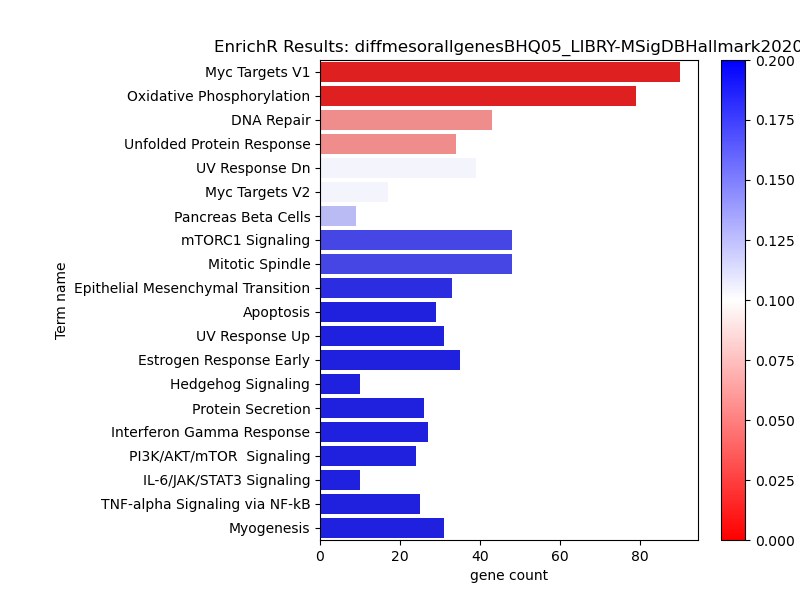 EnrichR Results: diffmesorallgenesBHQ05_LIBRY-MSigDBHallmark2020
Term name
Myc Targets V1
Oxidative Phosphorylation
DNA Repair
Unfolded Protein Response
UV Response Dn
Myc Targets V2
Pancreas Beta Cells
mTORC1 Signaling
Mitotic Spindle
Epithelial Mesenchymal Transition
Apoptosis
UV Response Up
Estrogen Response Early
Hedgehog Signaling
Protein Secretion
Interferon Gamma Response
PI3K/AKT/mTOR  Signaling
IL-6/JAK/STAT3 Signaling
TNF-alpha Signaling via NF-kB
Myogenesis
0 20 40 60 80
gene count
0.200
0.175
0.150
0.125
0.100
0.075
0.050
0.025
0.000